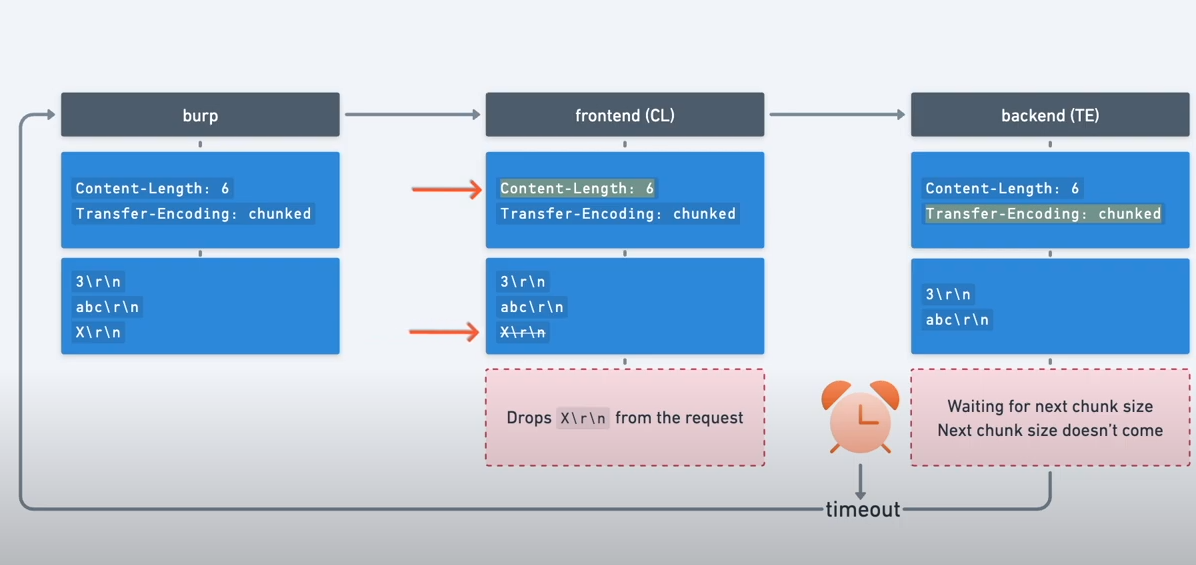 burp
Content-Length: 6
Transfer-Encoding: chunked
3\r\n
abc\r\n
X\r\n
frontend (CL)
Content-Length: 6
Transfer-Encoding: chunked
3\r\n
abc\r\n
X\r\n
Drops X\r\n from the request
backend (TE)
Content-Length: 6
Transfer-Encoding: chunked
3\r\n
abc\r\n
Waiting for next chunk size
Next chunk size doesn't come
timeout